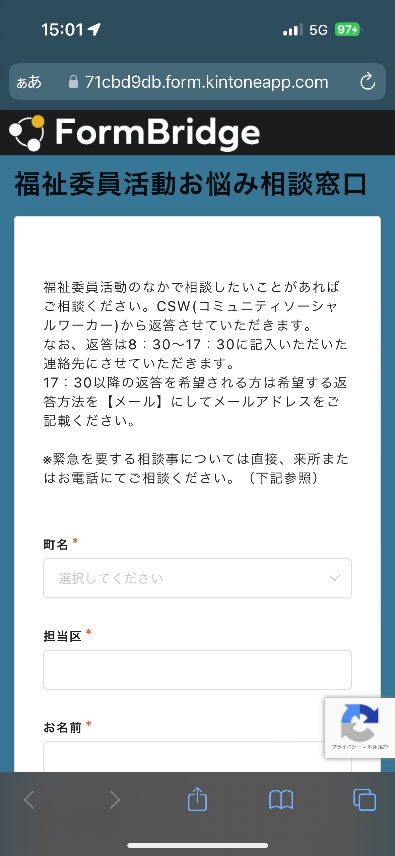 15:01
5G
97
ぁあ
71cbd9db.form.kintoneapp.com
FormBridge
福祉委員活動お悩み相談窓口
福祉委員活動のなかで相談したいことがあれば
ご相談ください。CSW(コミュニティソーシャ
ルワーカー)から返答させていただきます。
なお、返答は8：30～17：30に記入いただいた
連絡先にさせていただきます。
17：30以降の返答を希望される方は希望する返
答方法を【メール】にしてメールアドレスをご
記載ください。
※緊急を要する相談事については直接、来所また
はお電話にてご相談ください。（下記参照）
町名 *
選択してください
担当区 *
お名前 *
プライバシー - 利用規約